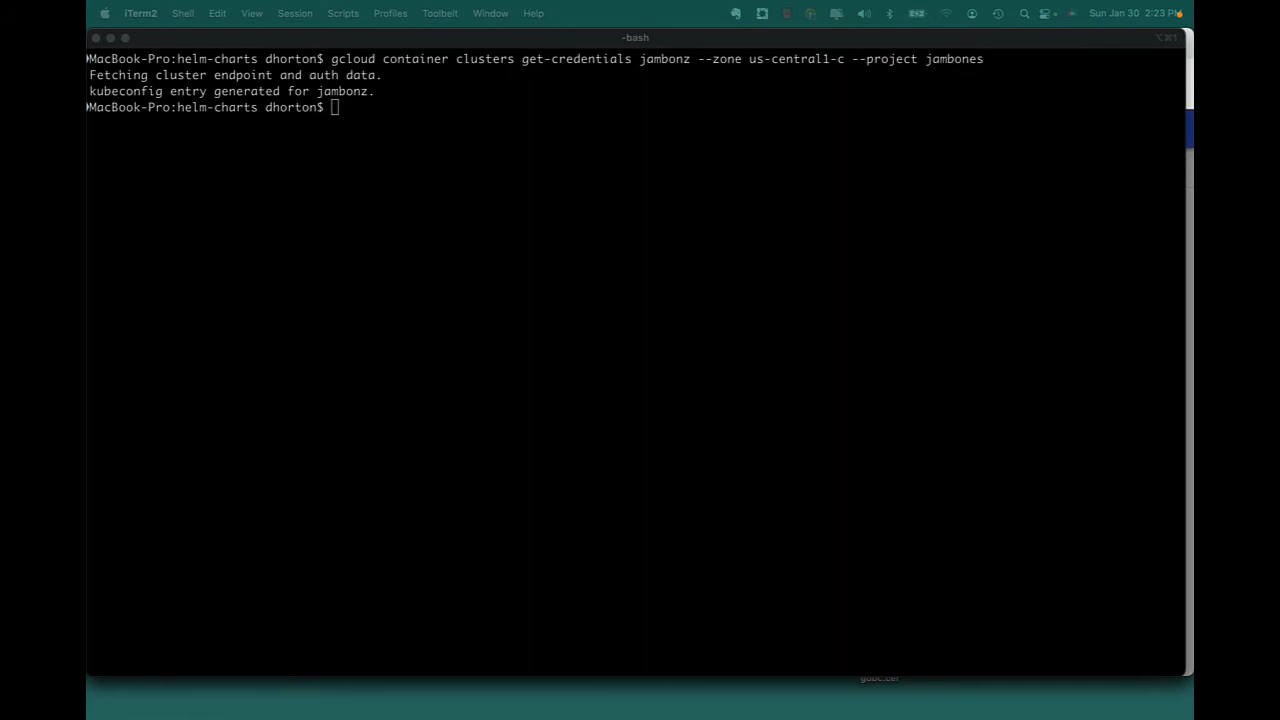 iTerm2 Shell Edit View Session Scripts Profiles Toolbelt Window Help Sun Jan 30 2:23 PM
-bash ⌥⌘1
MacBook-Pro:helm-charts dhorton$ gcloud container clusters get-credentials jambonz --zone us-central1-c --project jambones
Fetching cluster endpoint and auth data.
kubeconfig entry generated for jambonz.
MacBook-Pro:helm-charts dhorton$